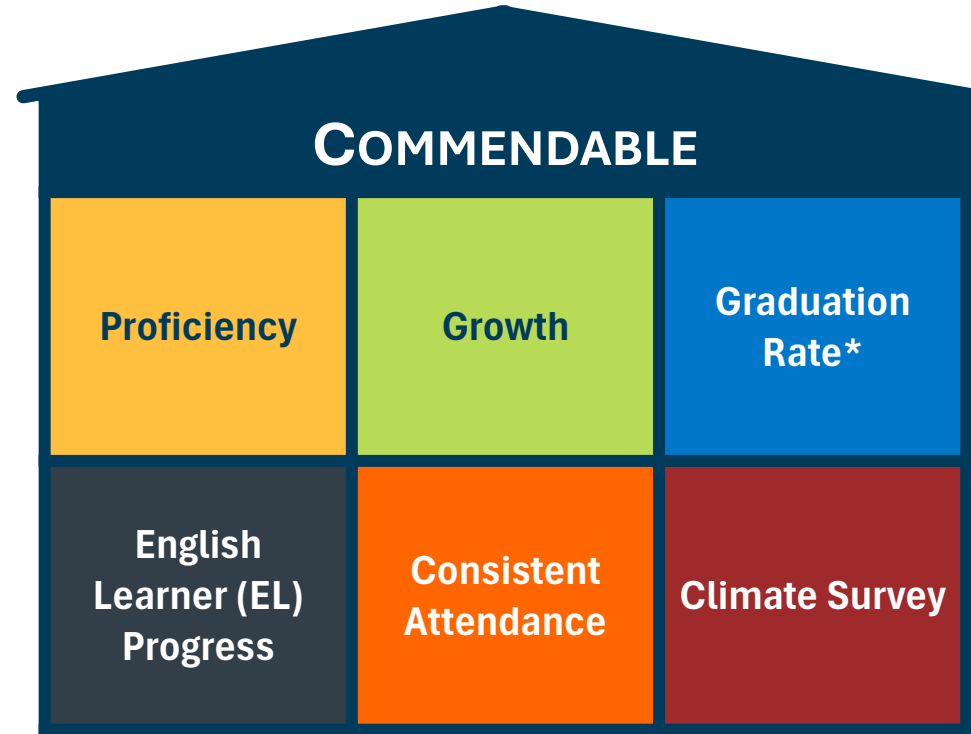 COMMENDABLE
Proficiency
Growth
Graduation
Rate*
English
Learner (EL)
Progress
Consistent
Attendance
Climate Survey